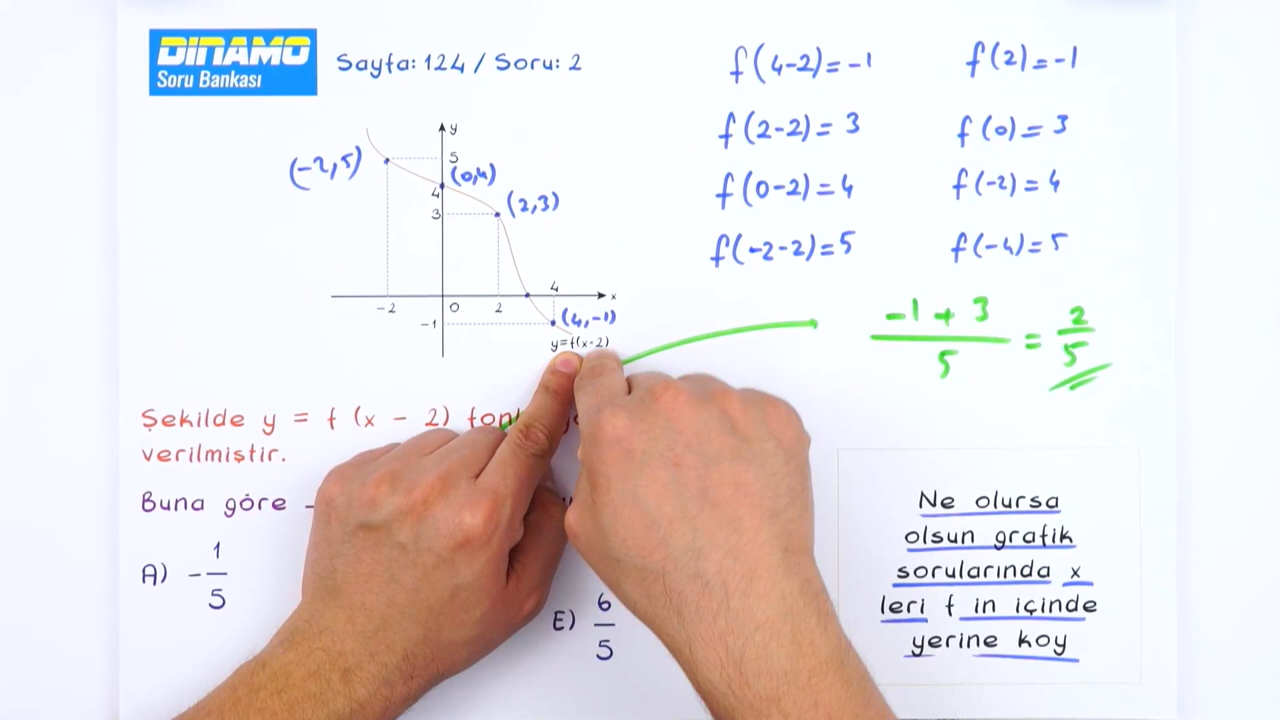 DİNAMO
Soru Bankası
Sayfa: 124 / Soru: 2
y
(-2,5)
5
(0,4)
4
3
(2,3)
4
x
-2
0
2
-1
(4,-1)
y=f(x-2)
f(4-2)=-1
f(2)=-1
f(2-2)=3
f(0)=3
f(0-2)=4
f(-2)=4
f(-2-2)=5
f(-4)=5
-1+3
5
=
2
5
Şekilde y = f (x - 2)
verilmiştir.
Buna göre
A) -1/5
E) 6/5
Ne olursa
olsun grafik
sorularında x
leri f in içinde
yerine koy